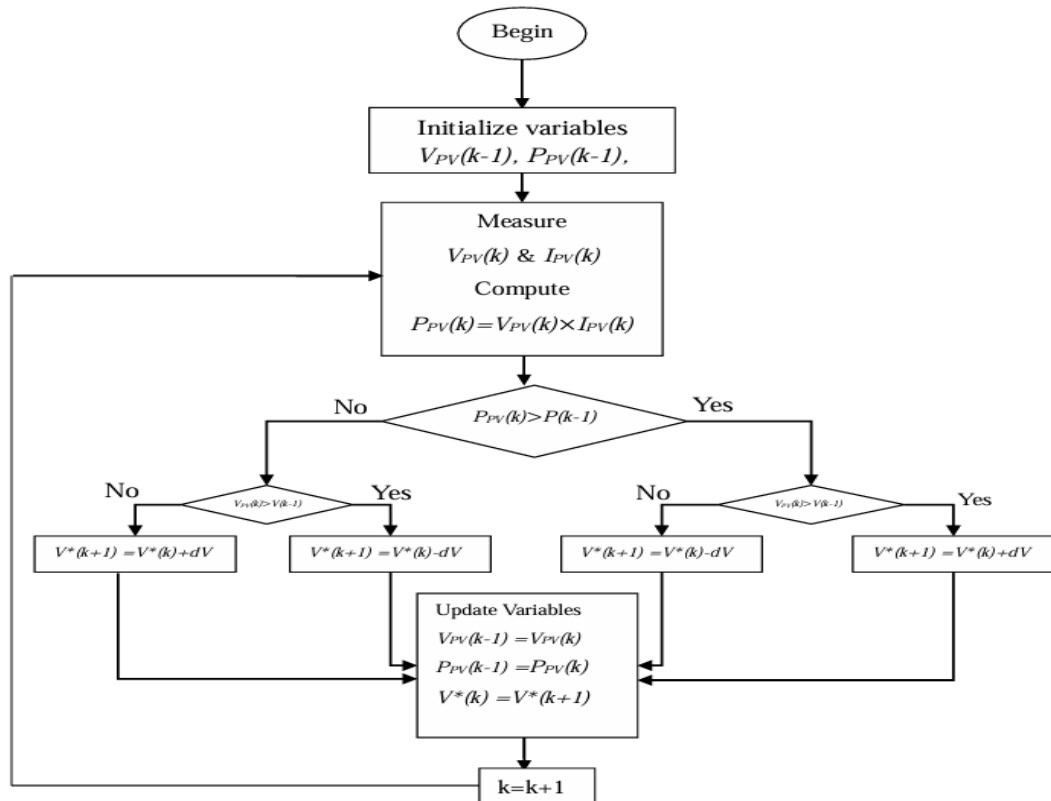 Begin
Initialize variables
VPV(k-1), PPV(k-1),
Measure
VPV(k) & IPV(k)
Compute
PPV(k)=VPV(k)×IPV(k)
No
PPV(k)>P(k-1)
Yes
No
VPV(k)>V(k-1)
Yes
No
VPV(k)>V(k-1)
Yes
V*(k+1) =V*(k)+dV
V*(k+1) =V*(k)-dV
V*(k+1) =V*(k)-dV
V*(k+1) =V*(k)+dV
Update Variables
VPV(k-1) =VPV(k)
PPV(k-1) =PPV(k)
V*(k) =V*(k+1)
k=k+1